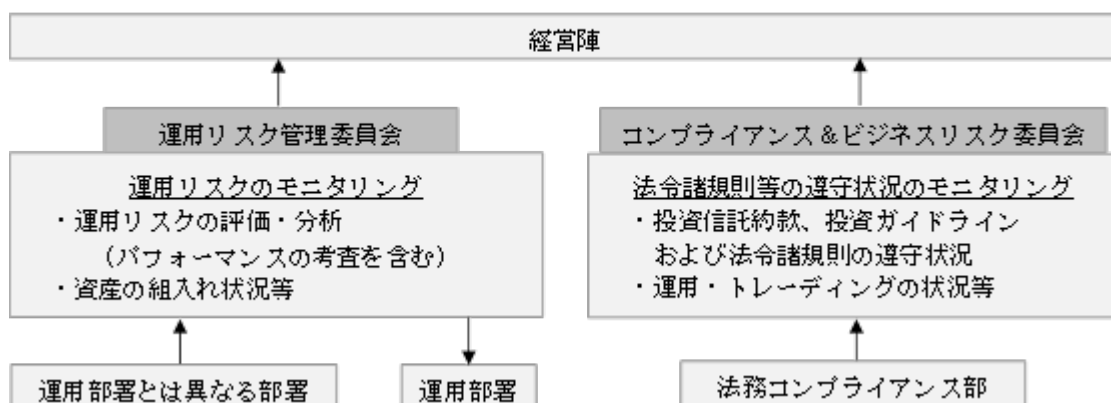 経営陣
運用リスク管理委員会
運用リスクのモニタリング
・運用リスクの評価・分析
（パフォーマンスの考査を含む）
・資産の組入れ状況等
コンプライアンス＆ビジネスリスク委員会
法令諸規則等の遵守状況のモニタリング
・投資信託約款、投資ガイドライン
および法令諸規則の遵守状況
・運用・トレーディングの状況等
運用部署とは異なる部署
運用部署
法務コンプライアンス部